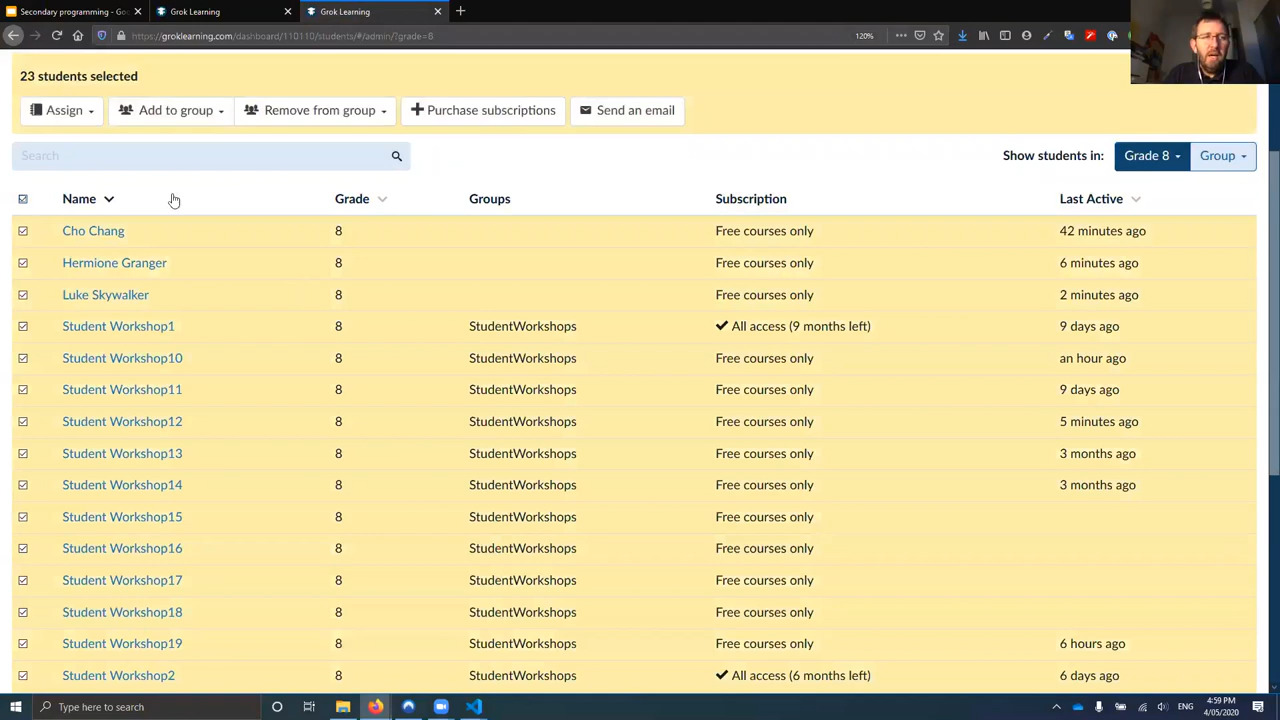 Secondary programming - Goo
Grok Learning
Grok Learning
https://groklearning.com/dashboard/110110/students/#/admin/?grade=8
120%
23 students selected
Assign
Add to group
Remove from group
Purchase subscriptions
Send an email
Search
Show students in:
Grade 8
Group
Name Grade Groups Subscription Last Active
Cho Chang 8 Free courses only 42 minutes ago
Hermione Granger 8 Free courses only 6 minutes ago
Luke Skywalker 8 Free courses only 2 minutes ago
Student Workshop1 8 StudentWorkshops All access (9 months left) 9 days ago
Student Workshop10 8 StudentWorkshops Free courses only an hour ago
Student Workshop11 8 StudentWorkshops Free courses only 9 days ago
Student Workshop12 8 StudentWorkshops Free courses only 5 minutes ago
Student Workshop13 8 StudentWorkshops Free courses only 3 months ago
Student Workshop14 8 StudentWorkshops Free courses only 3 months ago
Student Workshop15 8 StudentWorkshops Free courses only
Student Workshop16 8 StudentWorkshops Free courses only
Student Workshop17 8 StudentWorkshops Free courses only
Student Workshop18 8 StudentWorkshops Free courses only
Student Workshop19 8 StudentWorkshops Free courses only 6 hours ago
Student Workshop2 8 StudentWorkshops All access (6 months left) 6 days ago
Type here to search
ENG
4:59 PM
4/05/2020